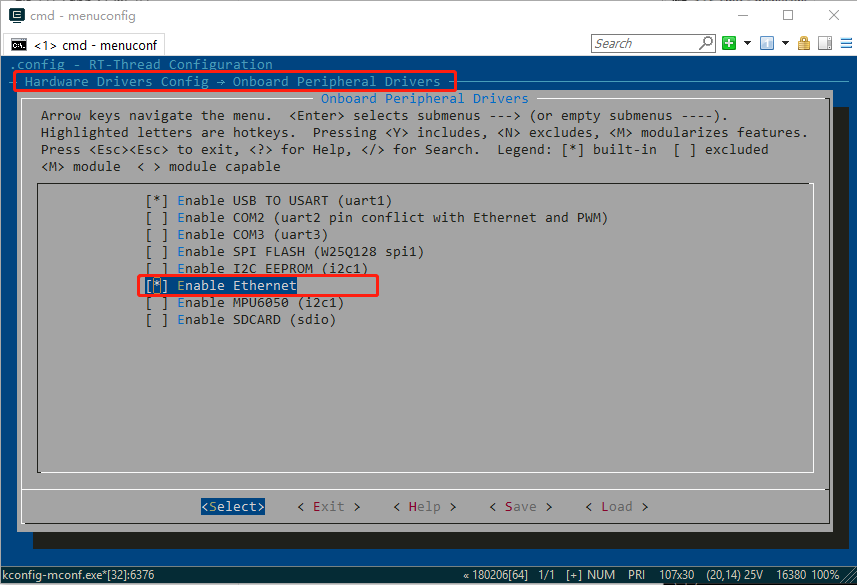 cmd - menuconfig
<1> cmd - menuconf
Search
.config - RT-Thread Configuration
Hardware Drivers Config → Onboard Peripheral Drivers
Onboard Peripheral Drivers
Arrow keys navigate the menu.  <Enter> selects submenus ---> (or empty submenus ----).
Highlighted letters are hotkeys.  Pressing <Y> includes, <N> excludes, <M> modularizes features.
Press <Esc><Esc> to exit, <?> for Help, </> for Search.  Legend: [*] built-in  [ ] excluded
<M> module  < > module capable
[*] Enable USB TO USART (uart1)
[ ] Enable COM2 (uart2 pin conflict with Ethernet and PWM)
[ ] Enable COM3 (uart3)
[ ] Enable SPI FLASH (W25Q128 spi1)
[ ] Enable I2C EEPROM (i2c1)
[*] Enable Ethernet
[ ] Enable MPU6050 (i2c1)
[ ] Enable SDCARD (sdio)
<Select>    < Exit >    < Help >    < Save >    < Load >
kconfig-mconf.exe*[32]:6376    « 180206[64]  1/1  [+] NUM  PRI  107x30  (20,14) 25V  16380 100%